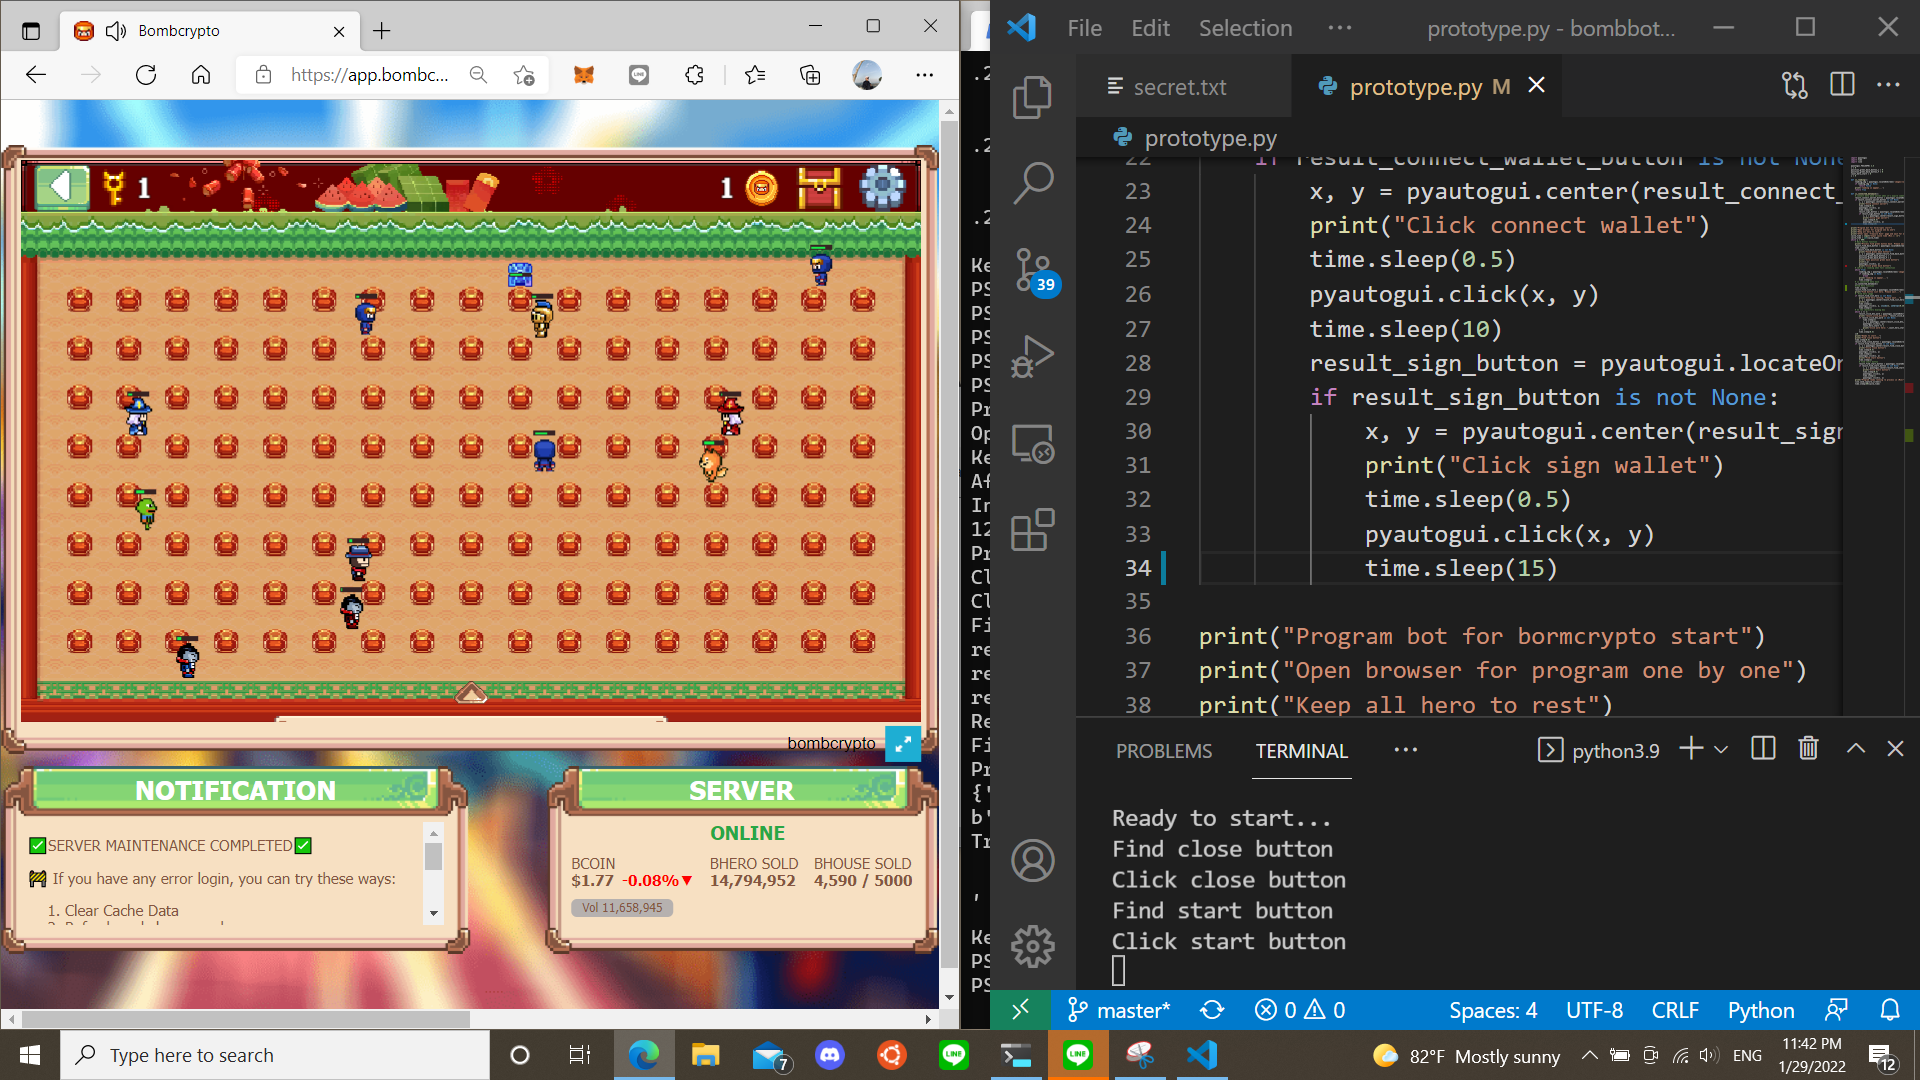 Bombcrypto
https://app.bombc...
1
1
bombcrypto
NOTIFICATION
✅SERVER MAINTENANCE COMPLETED✅
🚧 If you have any error login, you can try these ways:
1. Clear Cache Data
SERVER
ONLINE
BCOIN
BHERO SOLD
BHOUSE SOLD
$1.77 -0.08%▼
14,794,952
4,590 / 5000
Vol 11,658,945
File Edit Selection ···
prototype.py - bombbot...
secret.txt
prototype.py M
prototype.py
22 if result_connect_wallet_button is not None
23 x, y = pyautogui.center(result_connect_
24 print("Click connect wallet")
25 time.sleep(0.5)
26 pyautogui.click(x, y)
27 time.sleep(10)
28 result_sign_button = pyautogui.locateOn
29 if result_sign_button is not None:
30 x, y = pyautogui.center(result_sign
31 print("Click sign wallet")
32 time.sleep(0.5)
33 pyautogui.click(x, y)
34 time.sleep(15)
35
36 print("Program bot for bormcrypto start")
37 print("Open browser for program one by one")
38 print("Keep all hero to rest")
39
PROBLEMS TERMINAL ···
python3.9
Ready to start...
Find close button
Click close button
Find start button
Click start button
master*
0 0
Spaces: 4 UTF-8 CRLF Python
Type here to search
7
LINE
LINE
82°F Mostly sunny
ENG
11:42 PM
1/29/2022
12